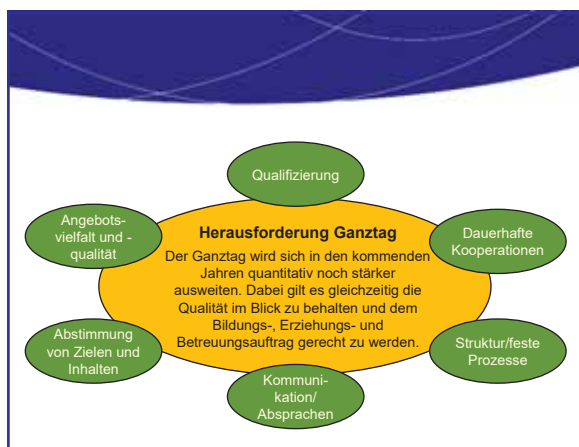 Qualifizierung
Angebots-
vielfalt und -
qualität
Herausforderung Ganztag
Der Ganztag wird sich in den kommenden
Jahren quantitativ noch stärker
ausweiten. Dabei gilt es gleichzeitig die
Qualität im Blick zu behalten und dem
Bildungs-, Erziehungs- und
Betreuungsauftrag gerecht zu werden.
Dauerhafte
Kooperationen
Abstimmung
von Zielen und
Inhalten
Struktur/feste
Prozesse
Kommuni-
kation/
Absprachen